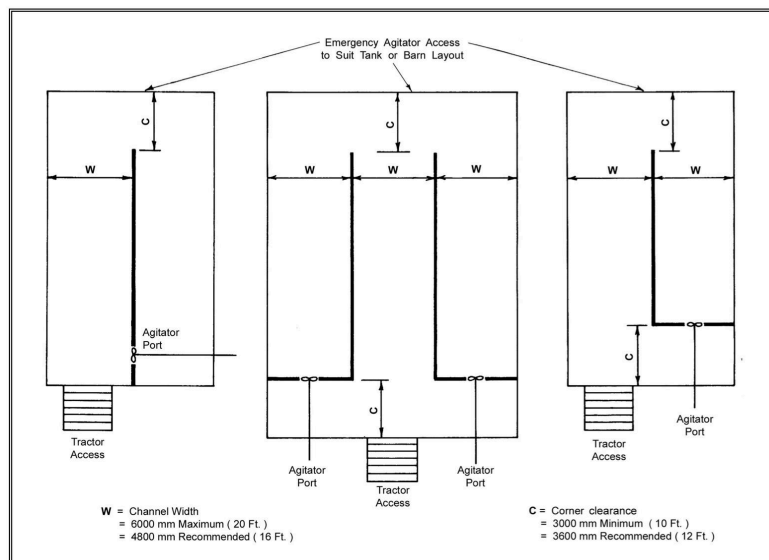 Emergency Agitator Access
to Suit Tank or Barn Layout
C
C
C
W
W
W
W
W
W
Agitator
Port
C
C
Tractor
Access
Agitator
Port
Tractor
Access
Agitator
Port
Tractor
Access
Agitator
Port
W = Channel Width
= 6000 mm Maximum ( 20 Ft. )
= 4800 mm Recommended ( 16 Ft. )
C = Corner clearance
= 3000 mm Minimum ( 10 Ft. )
= 3600 mm Recommended ( 12 Ft. )